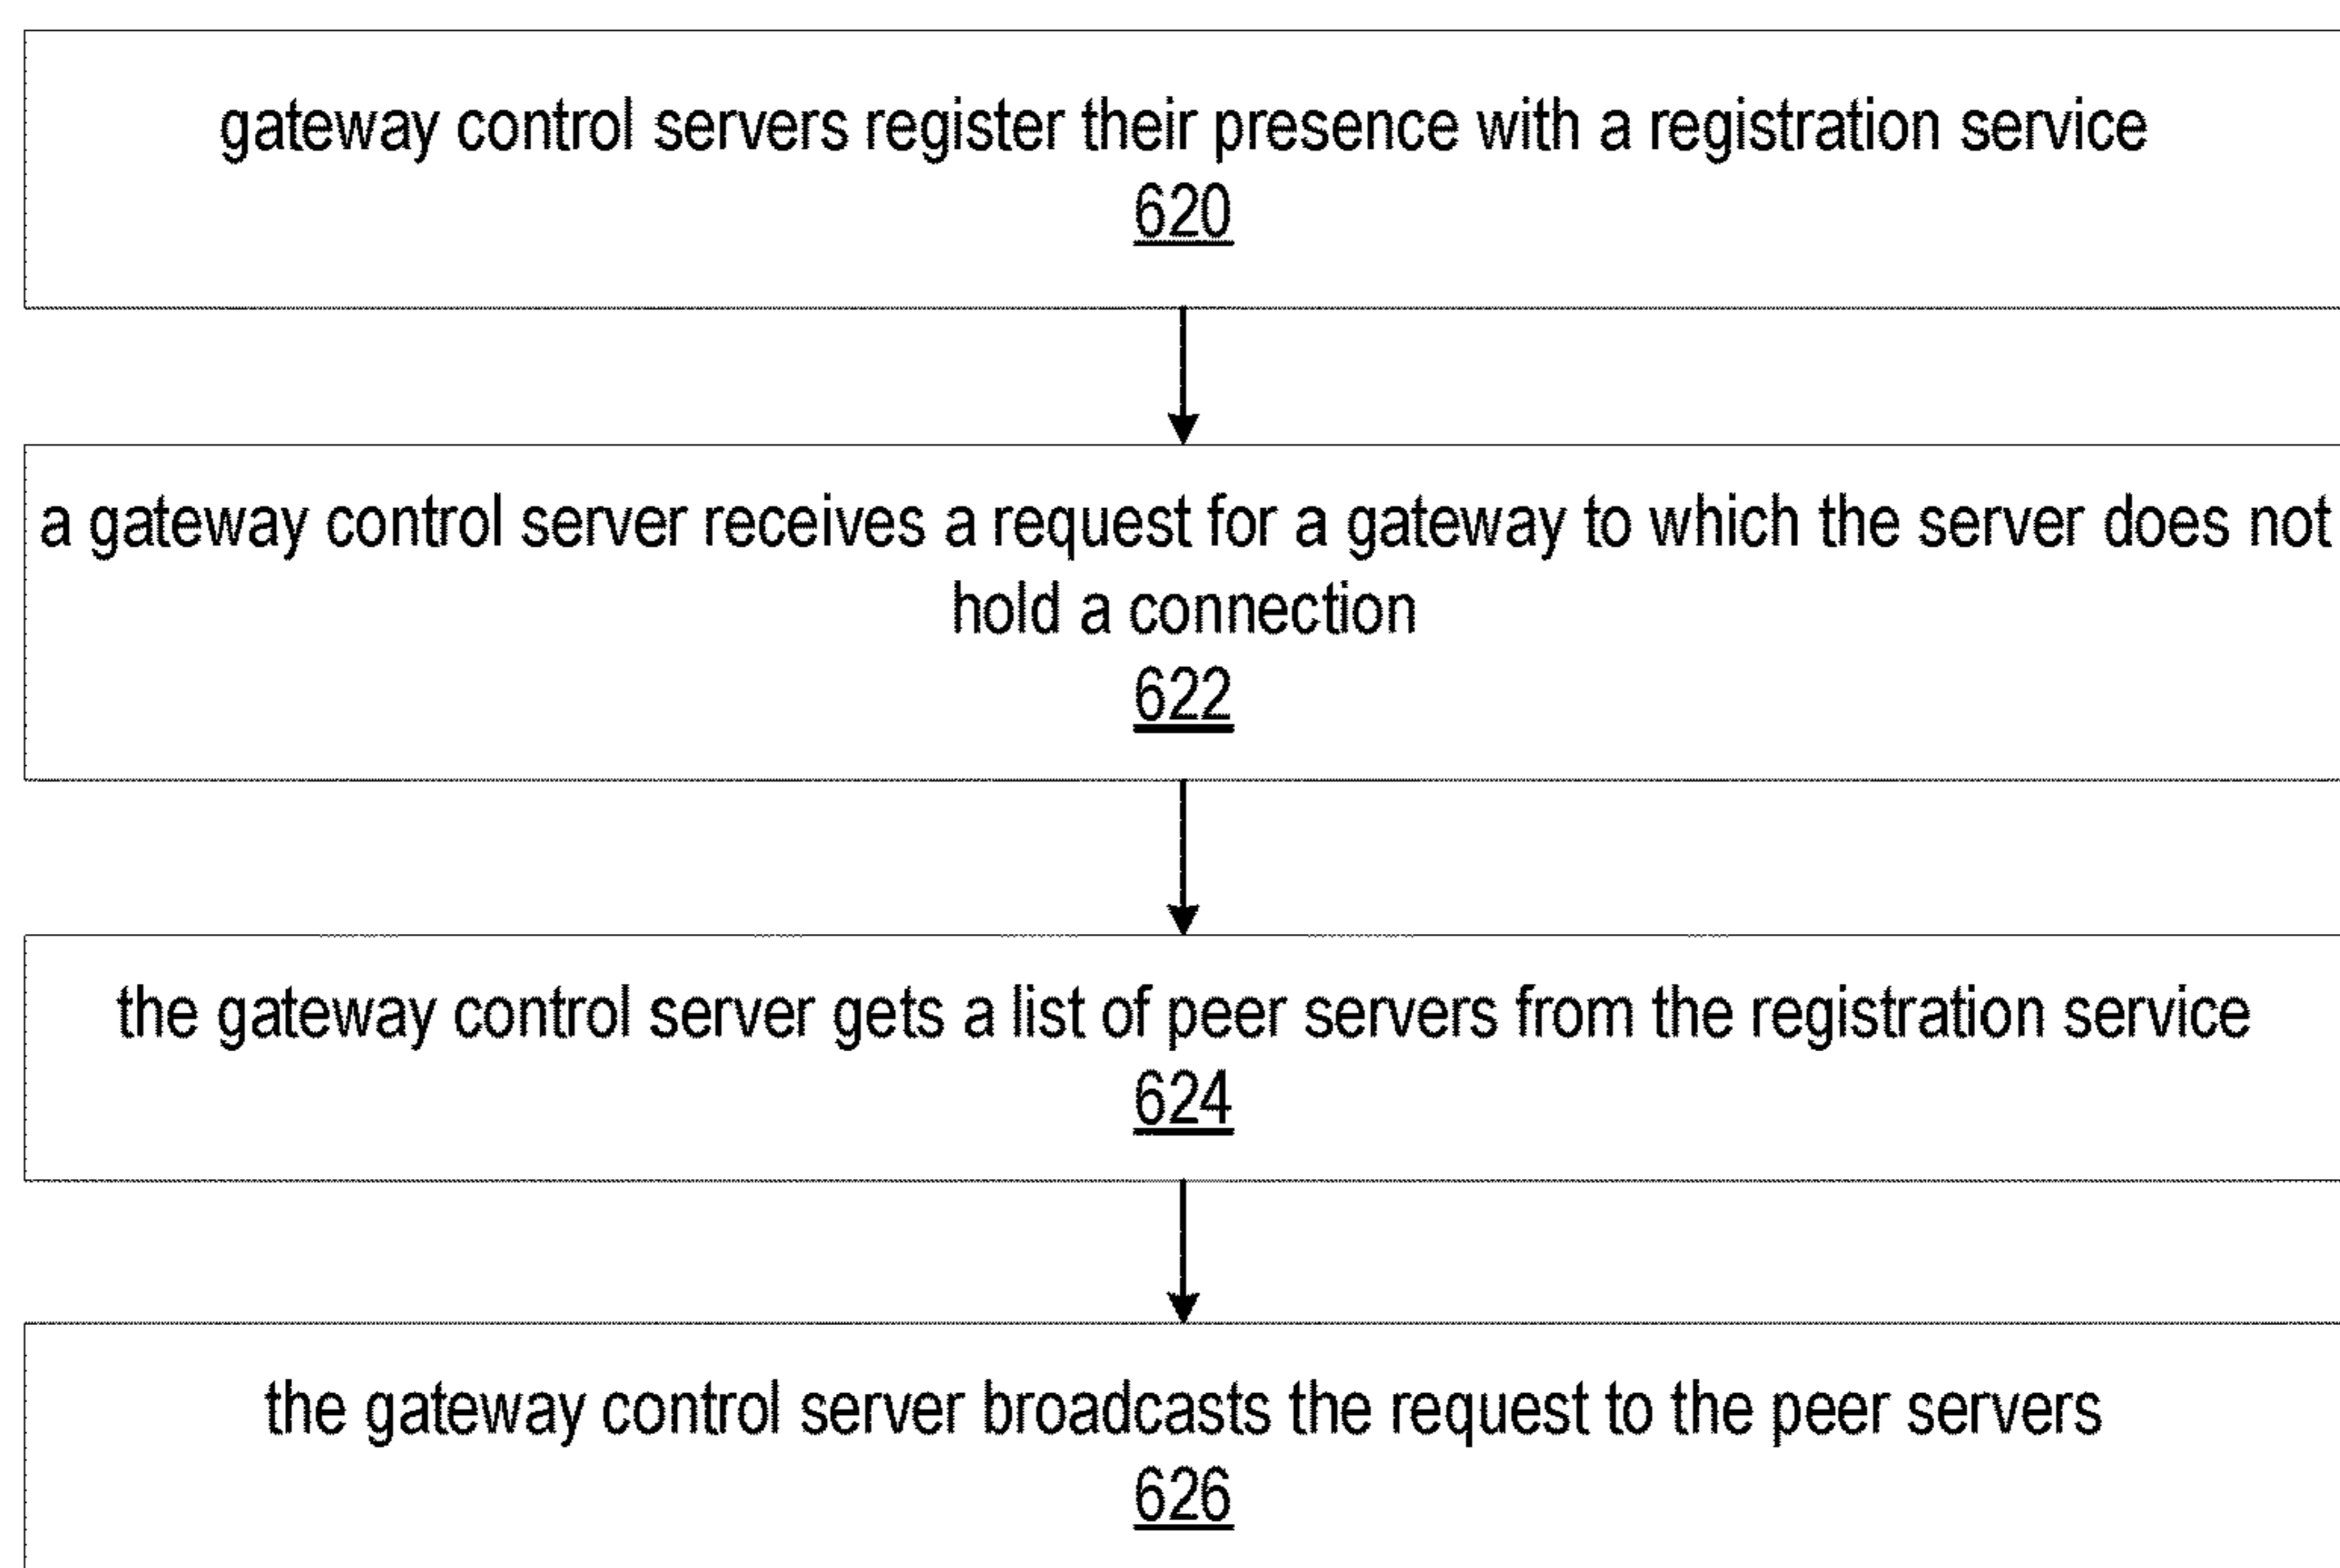 gateway control servers register their presence with a registration service
620
a gateway control server receives a request for a gateway to which the server does not
hold a connection
622
the gateway control server gets a list of peer servers from the registration service
624
the gateway control server broadcasts the request to the peer servers
626